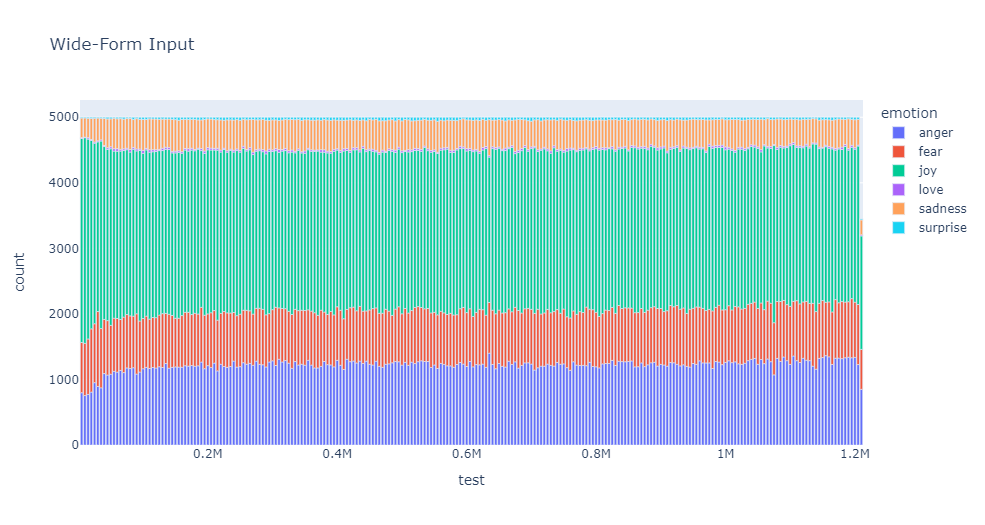 Wide-Form Input
emotion
anger
fear
joy
love
sadness
surprise
count
5000
4000
3000
2000
1000
0
0.2M
0.4M
0.6M
0.8M
1M
1.2M
test